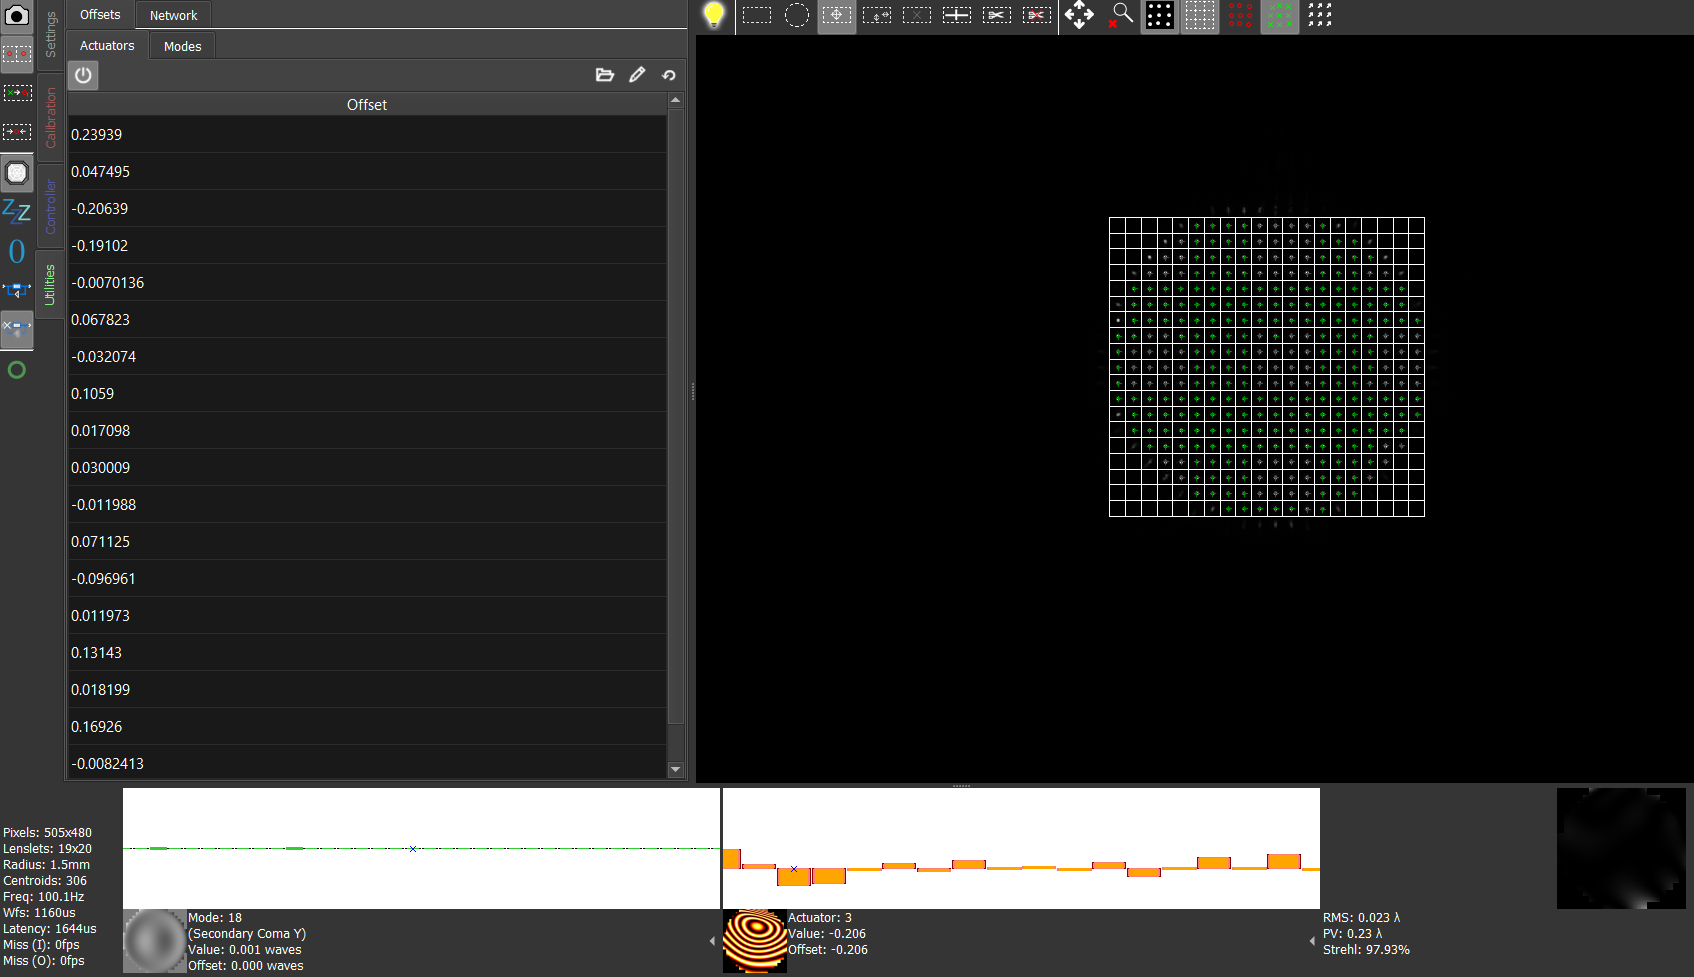 Offsets
Network
Actuators
Modes
Settings
Calibration
Controller
Utilities
Offset
0.23939
0.047495
-0.20639
-0.19102
-0.0070136
0.067823
-0.032074
0.1059
0.017098
0.030009
-0.011988
0.071125
-0.096961
0.011973
0.13143
0.018199
0.16926
-0.0082413
Pixels: 505x480
Lenslets: 19x20
Radius: 1.5mm
Centroids: 306
Freq: 100.1Hz
Wfs: 1160us
Latency: 1644us
Miss (I): 0fps
Miss (O): 0fps
Mode: 18
(Secondary Coma Y)
Value: 0.001 waves
Offset: 0.000 waves
Actuator: 3
Value: -0.206
Offset: -0.206
RMS: 0.023 λ
PV: 0.23 λ
Strehl: 97.93%